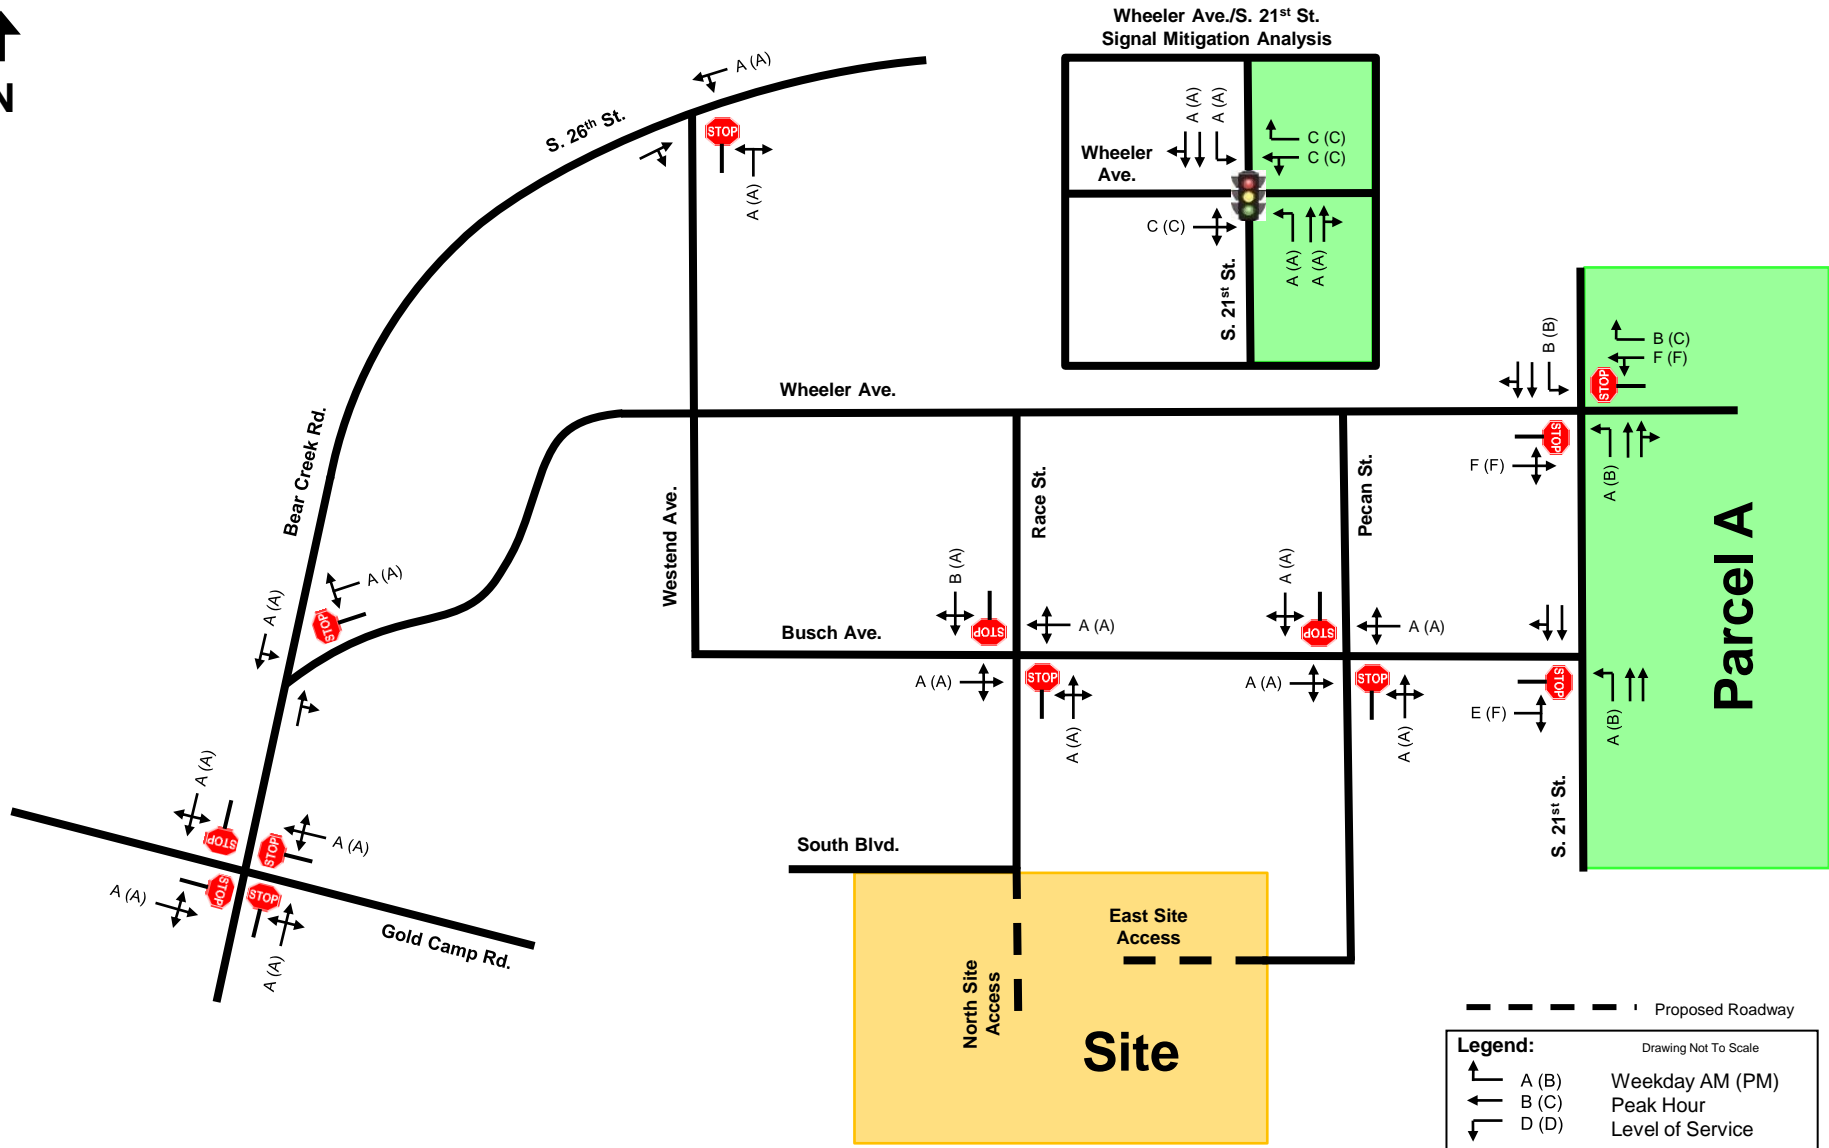 N
Wheeler Ave./S. 21st St.
Signal Mitigation Analysis
A (A)
A (A)
Wheeler
Ave.
C (C)
C (C)
C (C)
A (A)
A (A)
S. 21st St.
A (A)
S. 26th St.
STOP
A (A)
Bear Creek Rd.
Wheeler Ave.
B (B)
B (C)
F (F)
STOP
STOP
F (F)
A (B)
Parcel A
Westend Ave.
Race St.
Pecan St.
A (A)
A (A)
STOP
B (A)
STOP
A (A)
A (A)
STOP
A (A)
A (A)
STOP
A (A)
Busch Ave.
A (A)
STOP
A (A)
STOP
E (F)
A (B)
S. 21st St.
A (A)
STOP
STOP
A (A)
A (A)
STOP
STOP
A (A)
Gold Camp Rd.
South Blvd.
East Site
Access
North Site
Access
Site
Proposed Roadway
Legend:
Drawing Not To Scale
A (B)
Weekday AM (PM)
B (C)
Peak Hour
D (D)
Level of Service